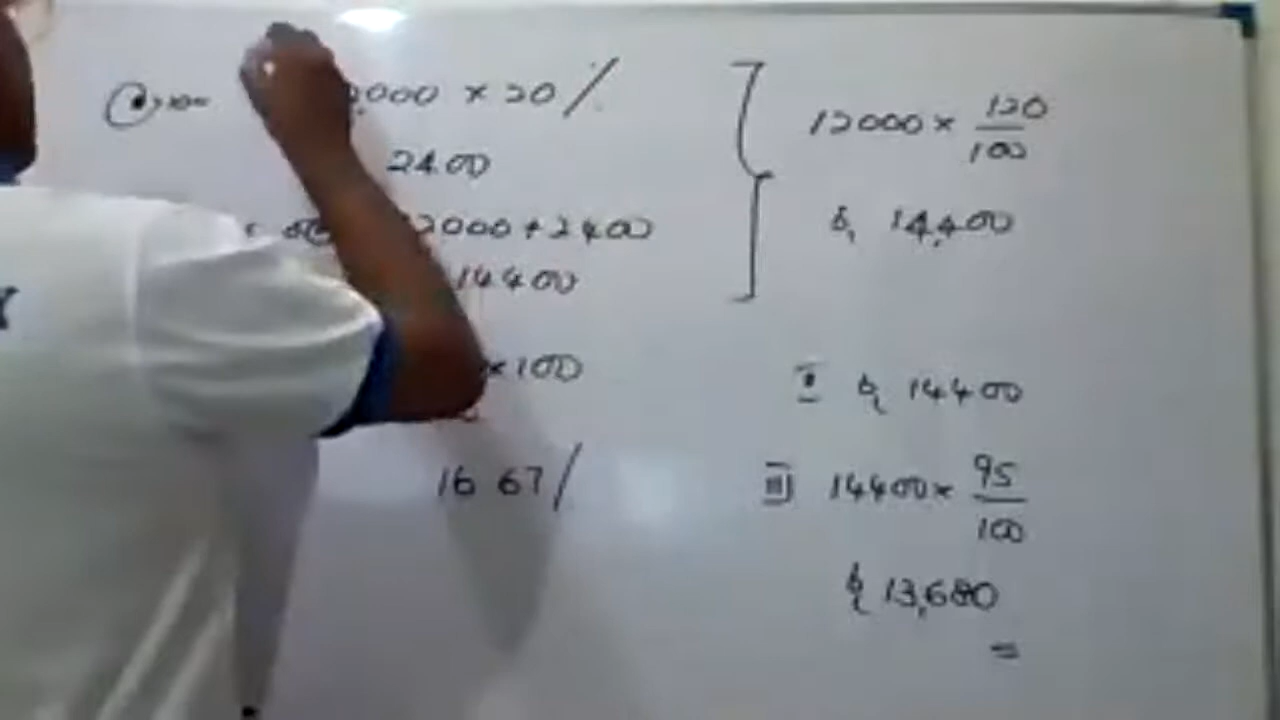 ,000 × 20 /.
2400
2000 + 2400
14400
× 100
16 67 /
12000 × 120/100
14,400
I 14400
III 14400 × 95/100
13,680
=